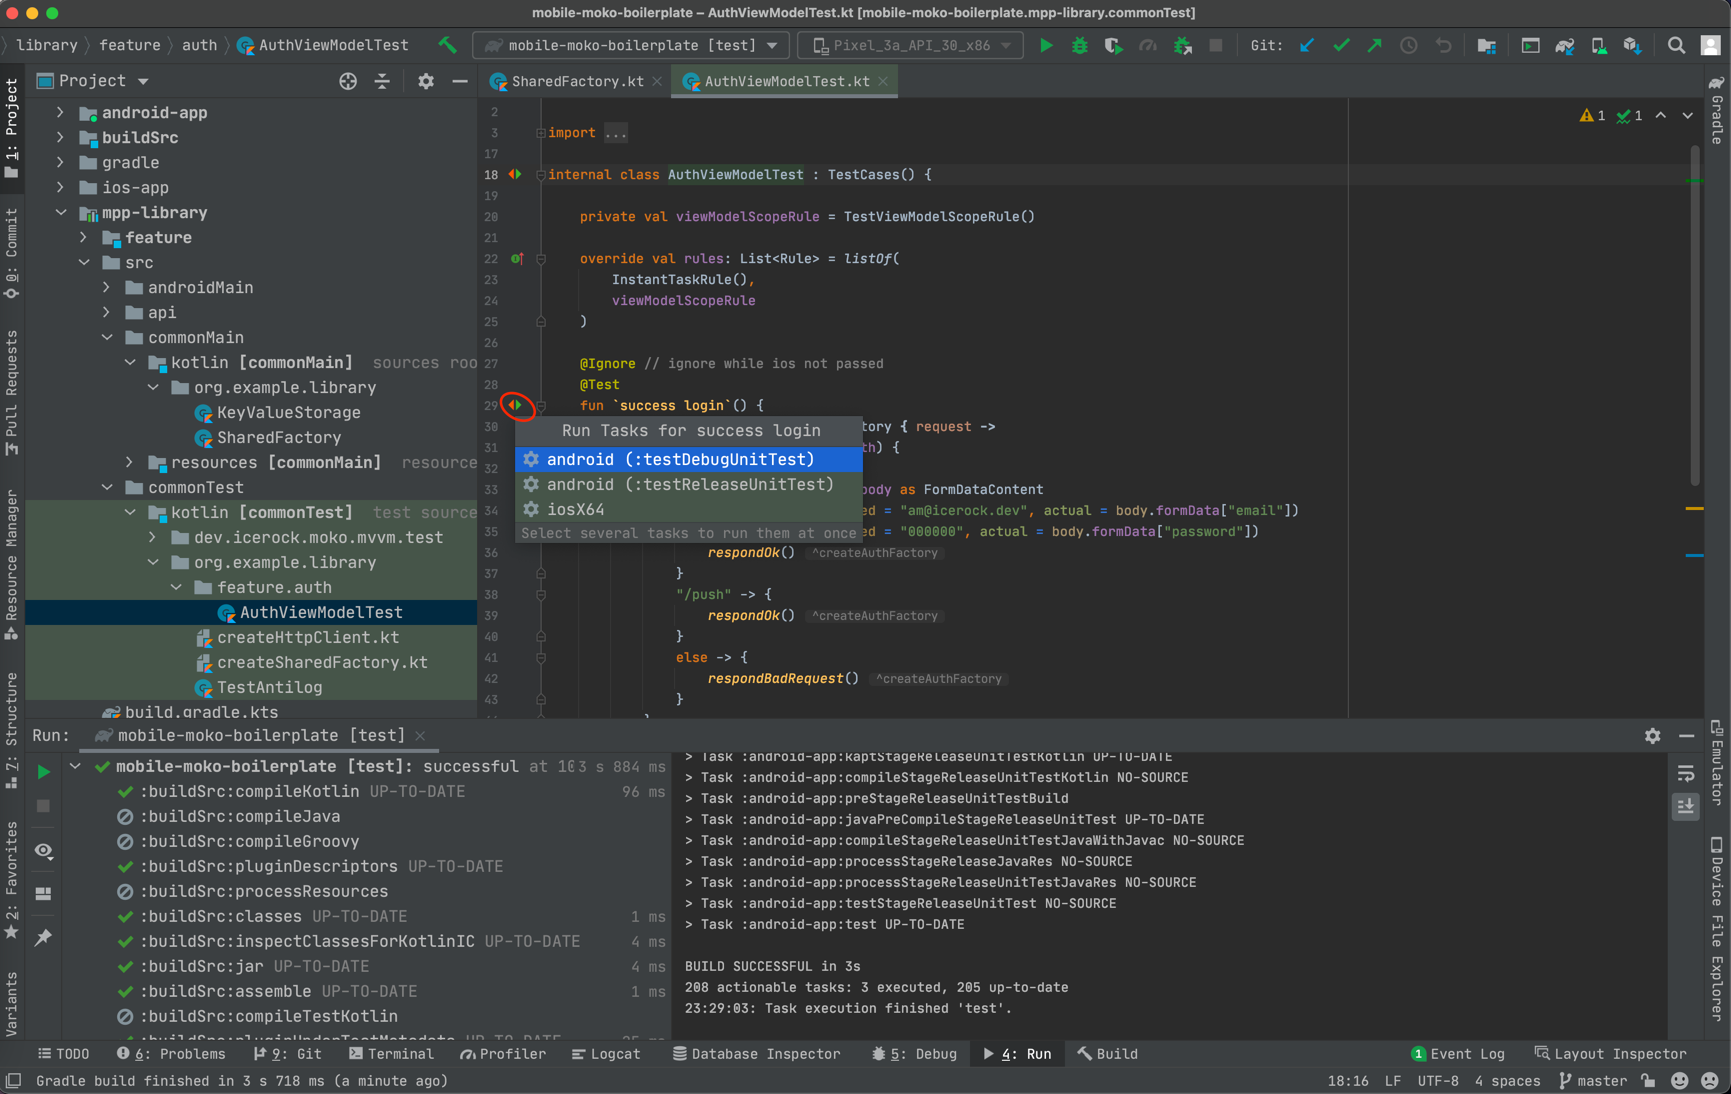 mobile-moko-boilerplate – AuthViewModelTest.kt [mobile-moko-boilerplate.mpp-library.commonTest]
library feature auth AuthViewModelTest mobile-moko-boilerplate [test] Pixel_3a_API_30_x86 Git:
Project
SharedFactory.kt AuthViewModelTest.kt
1: Project
0: Commit
Pull Requests
Resource Manager
7: Structure
2: Favorites
Variants
android-app
buildSrc
gradle
ios-app
mpp-library
feature
src
androidMain
api
commonMain
kotlin [commonMain] sources roo
org.example.library
KeyValueStorage
SharedFactory
resources [commonMain] resource
commonTest
kotlin [commonTest] test source
dev.icerock.moko.mvvm.test
org.example.library
feature.auth
AuthViewModelTest
createHttpClient.kt
createSharedFactory.kt
TestAntilog
build.gradle.kts
1 1
2
3 import ...
17
18 internal class AuthViewModelTest : TestCases() {
19
20 private val viewModelScopeRule = TestViewModelScopeRule()
21
22 override val rules: List<Rule> = listOf(
23 InstantTaskRule(),
24 viewModelScopeRule
25 )
26
27 @Ignore // ignore while ios not passed
28 @Test
29 fun `success login`() {
30 tory { request ->
31 th) {
32
33 body as FormDataContent
34 ed = "am@icerock.dev", actual = body.formData["email"])
35 ed = "000000", actual = body.formData["password"])
36 respondOk() ^createAuthFactory
37 }
38 "/push" -> {
39 respondOk() ^createAuthFactory
40 }
41 else -> {
42 respondBadRequest() ^createAuthFactory
43 }
Run Tasks for success login
android (:testDebugUnitTest)
android (:testReleaseUnitTest)
iosX64
Select several tasks to run them at once
Gradle
Emulator
Device File Explorer
Run: mobile-moko-boilerplate [test]
mobile-moko-boilerplate [test]: successful at 10 3 s 884 ms
:buildSrc:compileKotlin UP-TO-DATE 96 ms
:buildSrc:compileJava
:buildSrc:compileGroovy
:buildSrc:pluginDescriptors UP-TO-DATE
:buildSrc:processResources
:buildSrc:classes UP-TO-DATE 1 ms
:buildSrc:inspectClassesForKotlinIC UP-TO-DATE 4 ms
:buildSrc:jar UP-TO-DATE 4 ms
:buildSrc:assemble UP-TO-DATE 1 ms
:buildSrc:compileTestKotlin
:buildSrc:pluginUnderTestMetadata UP-TO-DATE
> Task :android-app:kaptStageReleaseUnitTestKotlin UP-TO-DATE
> Task :android-app:compileStageReleaseUnitTestKotlin NO-SOURCE
> Task :android-app:preStageReleaseUnitTestBuild
> Task :android-app:javaPreCompileStageReleaseUnitTest UP-TO-DATE
> Task :android-app:compileStageReleaseUnitTestJavaWithJavac NO-SOURCE
> Task :android-app:processStageReleaseJavaRes NO-SOURCE
> Task :android-app:processStageReleaseUnitTestJavaRes NO-SOURCE
> Task :android-app:testStageReleaseUnitTest NO-SOURCE
> Task :android-app:test UP-TO-DATE
BUILD SUCCESSFUL in 3s
208 actionable tasks: 3 executed, 205 up-to-date
23:29:03: Task execution finished 'test'.
TODO 6: Problems 9: Git Terminal Profiler Logcat Database Inspector 5: Debug 4: Run Build 1 Event Log Layout Inspector
Gradle build finished in 3 s 718 ms (a minute ago) 18:16 LF UTF-8 4 spaces master